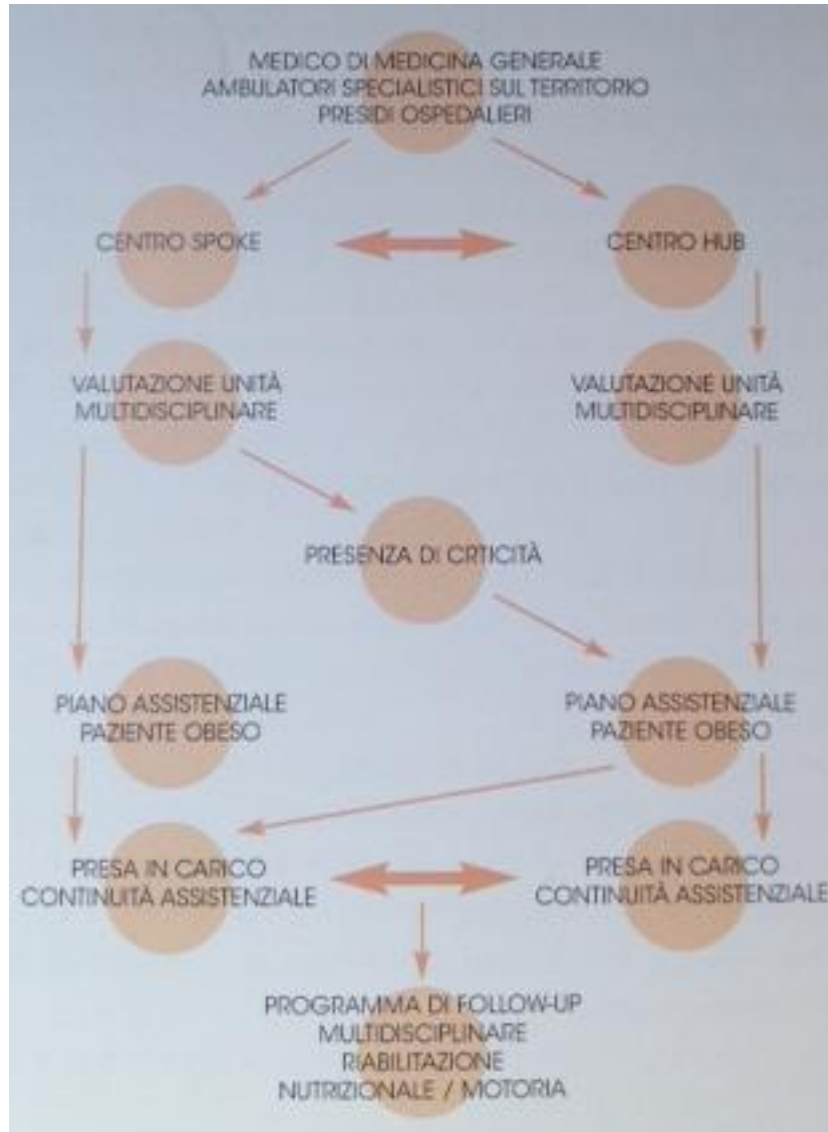 MEDICO DI MEDICINA GENERALE
AMBULATORI SPECIALISTICI SUL TERRITORIO
PRESIDI OSPEDALIERI
CENTRO SPOKE
CENTRO HUB
VALUTAZIONE UNITÀ
MULTIDISCIPLINARE
VALUTAZIONE UNITÀ
MULTIDISCIPLINARE
PRESENZA DI CRTICITÀ
PIANO ASSISTENZIALE
PAZIENTE OBESO
PIANO ASSISTENZIALE
PAZIENTE OBESO
PRESA IN CARICO
CONTINUITÀ ASSISTENZIALE
PRESA IN CARICO
CONTINUITÀ ASSISTENZIALE
PROGRAMMA DI FOLLOW-UP
MULTIDISCIPLINARE
RIABILITAZIONE
NUTRIZIONALE / MOTORIA